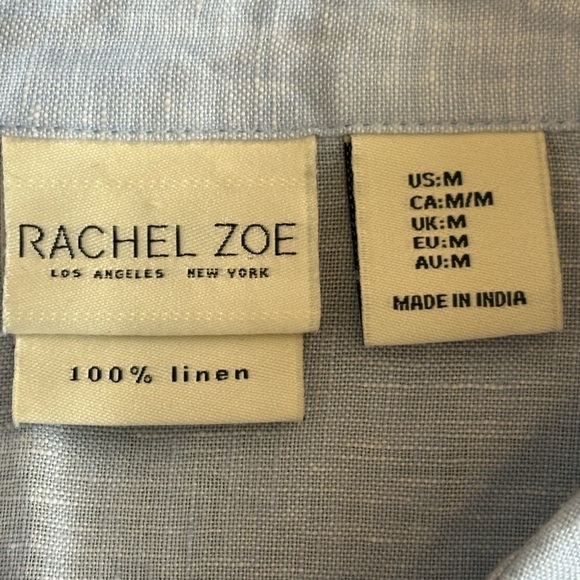 RACHEL ZOE
LOS ANGELES NEW YORK
100% linen
US:M
CA:M/M
UK:M
EU:M
AU:M
MADE IN INDIA